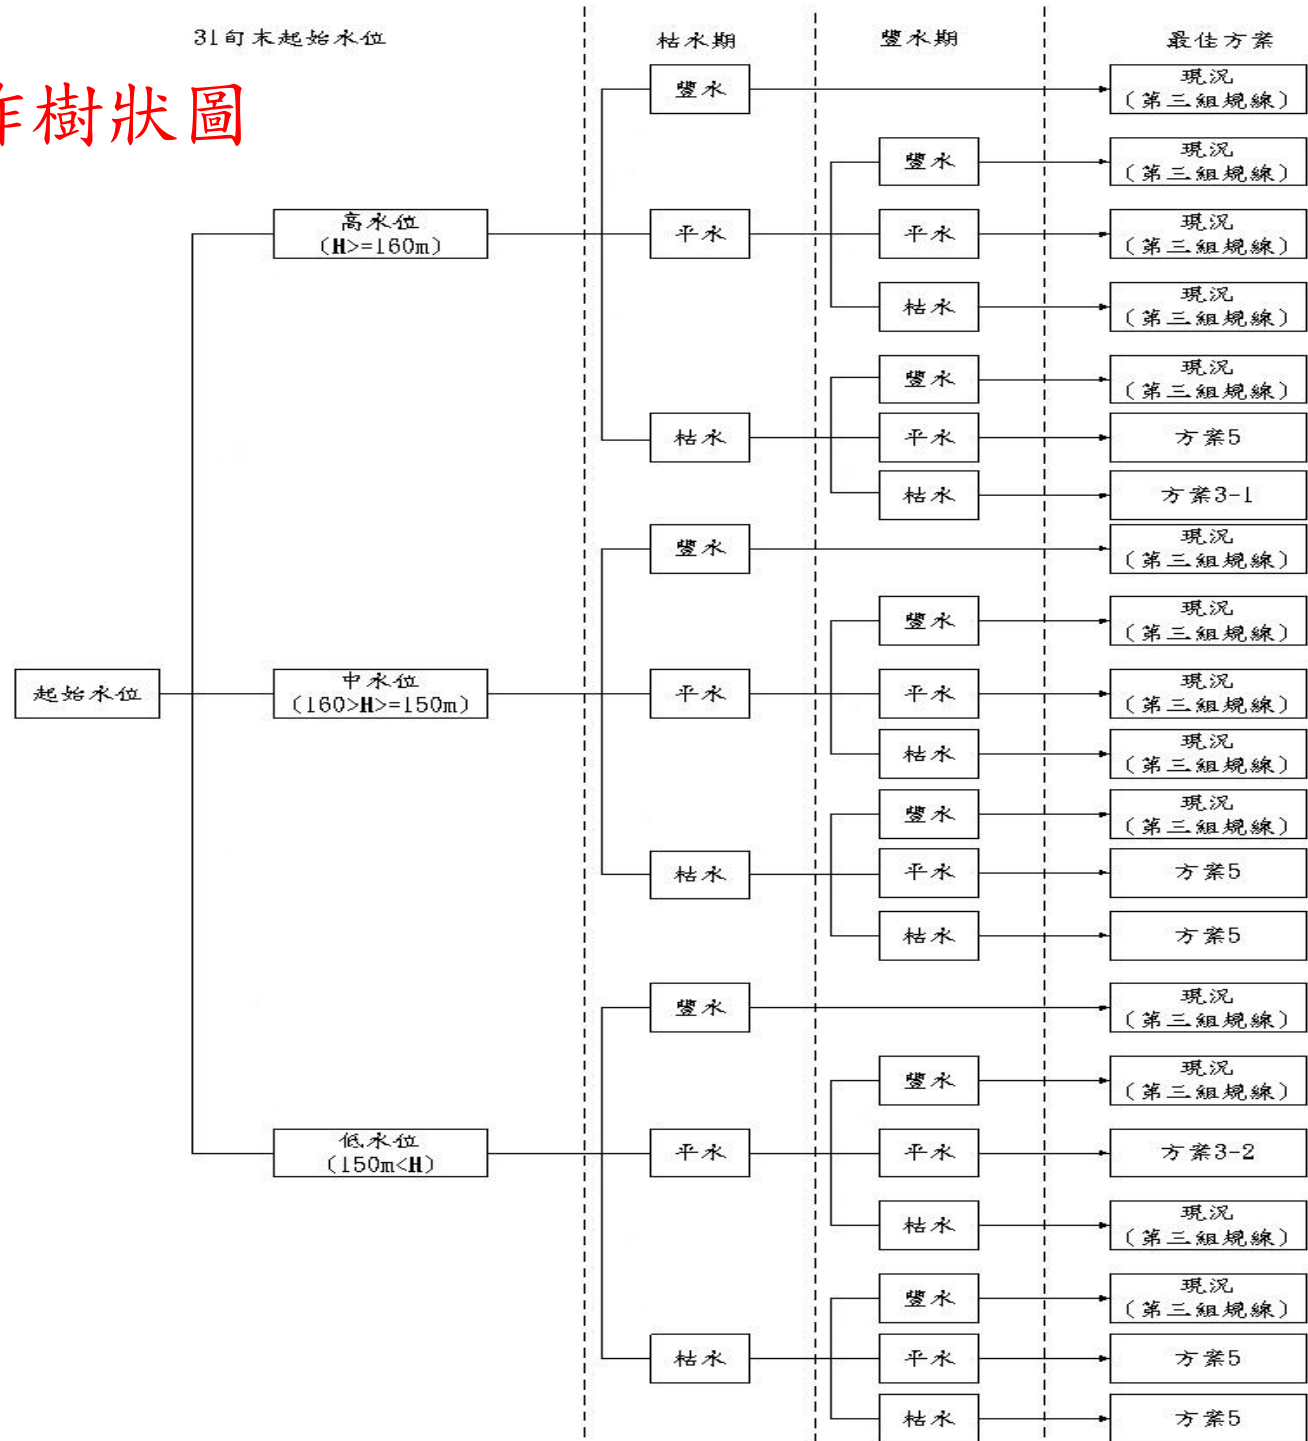 31旬末起始水位
枯水期
豐水期
最佳方案
作樹狀圖
起始水位
高水位
(H>=160m)
豐水
現況
(第三組規線)
平水
豐水
現況
(第三組規線)
平水
現況
(第三組規線)
枯水
現況
(第三組規線)
枯水
豐水
現況
(第三組規線)
平水
方案5
枯水
方案3-1
中水位
(160>H>=150m)
豐水
現況
(第三組規線)
平水
豐水
現況
(第三組規線)
平水
現況
(第三組規線)
枯水
現況
(第三組規線)
枯水
豐水
現況
(第三組規線)
平水
方案5
枯水
方案5
低水位
(150m<H)
豐水
現況
(第三組規線)
平水
豐水
現況
(第三組規線)
平水
方案3-2
枯水
現況
(第三組規線)
枯水
豐水
現況
(第三組規線)
平水
方案5
枯水
方案5